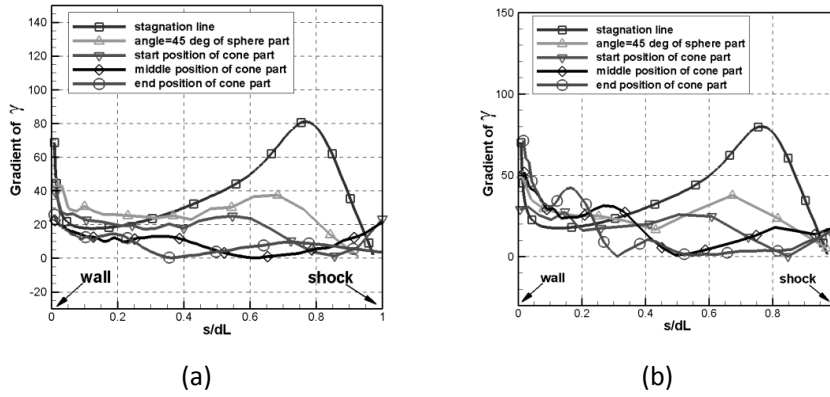 140
120
100
80
60
40
20
0
-20
Gradient of γ
stagnation line
angle=45 deg of sphere part
start position of cone part
middle position of cone part
end position of cone part
wall
shock
0
0.2
0.4
0.6
0.8
1
s/dL
(a)
150
100
50
0
Gradient of γ
stagnation line
angle=45 deg of sphere part
start position of cone part
middle position of cone part
end position of cone part
wall
shock
0
0.2
0.4
0.6
0.8
s/dL
(b)